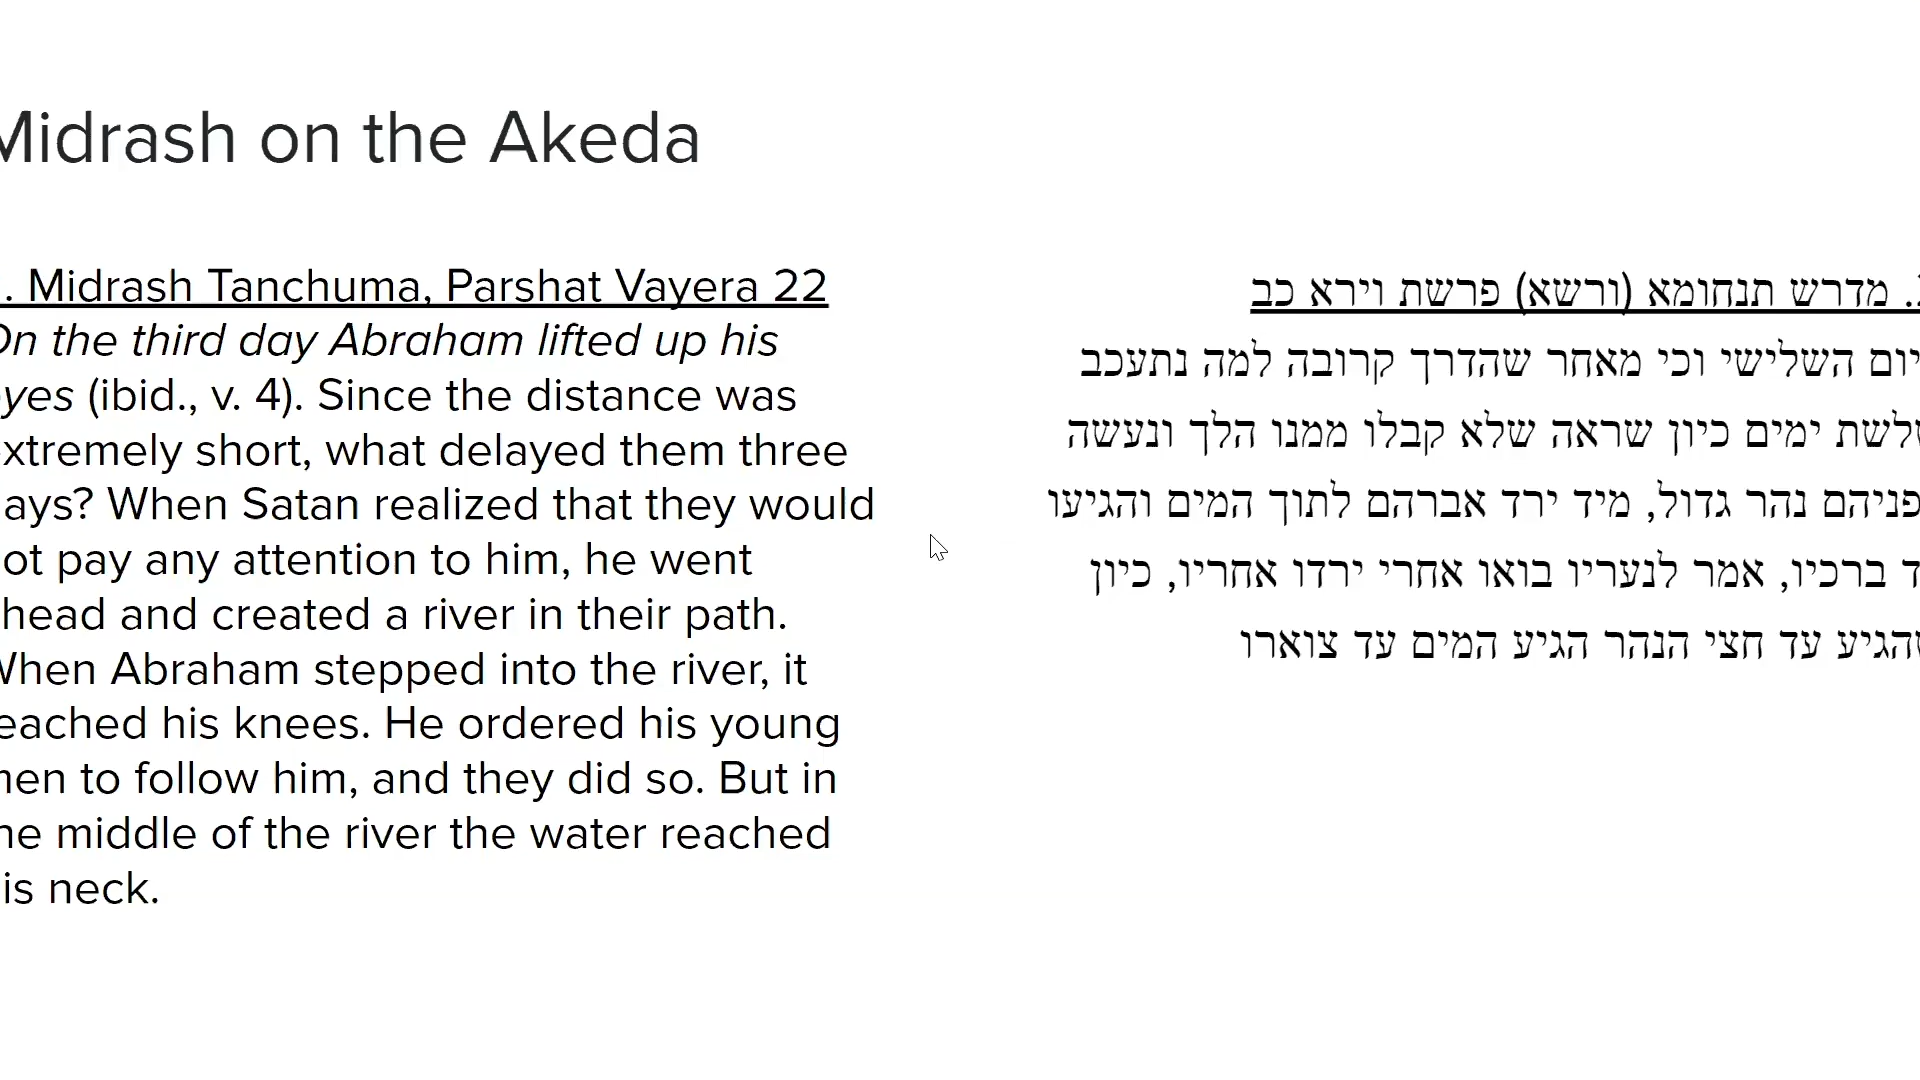 Midrash on the Akeda
. Midrash Tanchuma, Parshat Vayera 22
On the third day Abraham lifted up his
yes (ibid., v. 4). Since the distance was
xtremely short, what delayed them three
ays? When Satan realized that they would
ot pay any attention to him, he went
head and created a river in their path.
When Abraham stepped into the river, it
eached his knees. He ordered his young
men to follow him, and they did so. But in
he middle of the river the water reached
is neck.
2. מדרש תנחומא (ורשא) פרשת וירא כב
יום השלישי וכי מאחר שהדרך קרובה למה נתעכב
שלשת ימים כיון שראה שלא קבלו ממנו הלך ונעשה
פניהם נהר גדול, מיד ירד אברהם לתוך המים והגיעו
ד ברכיו, אמר לנעריו בואו אחרי ירדו אחריו, כיון
שהגיע עד חצי הנהר הגיע המים עד צוארו